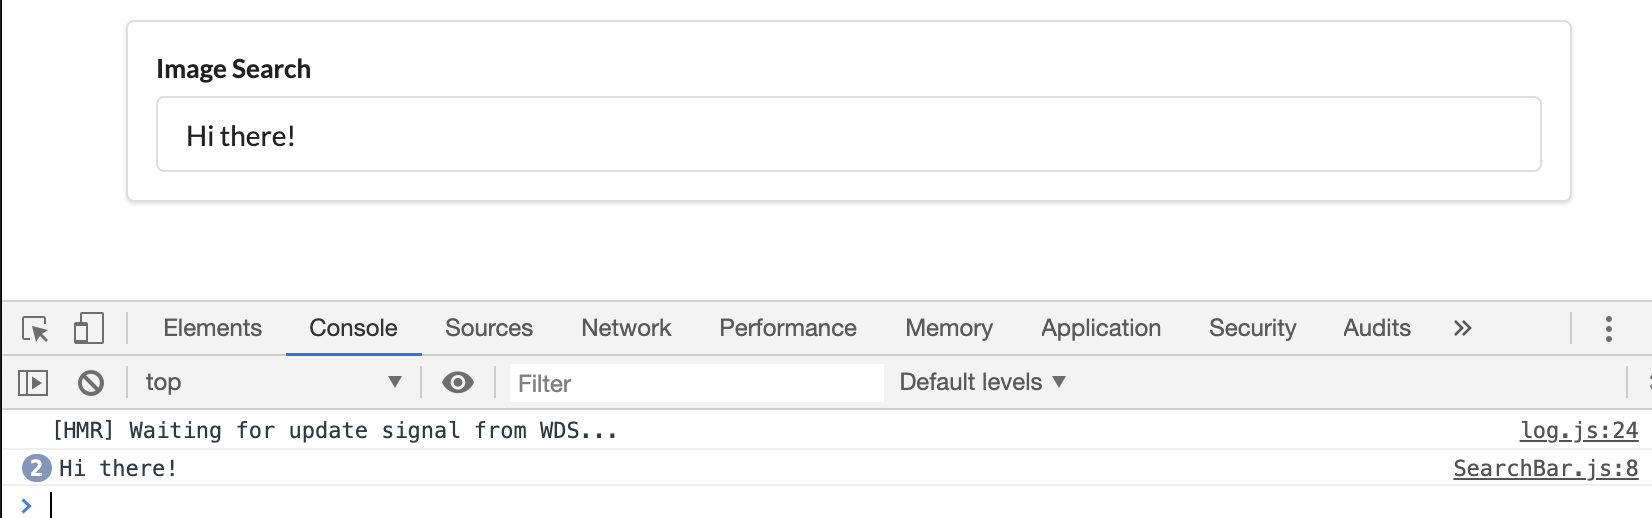 Image Search
Hi there!
Elements Console Sources Network Performance Memory Application Security Audits »
top ▼ Filter Default levels ▼
[HMR] Waiting for update signal from WDS... log.js:24
2 Hi there! SearchBar.js:8
>